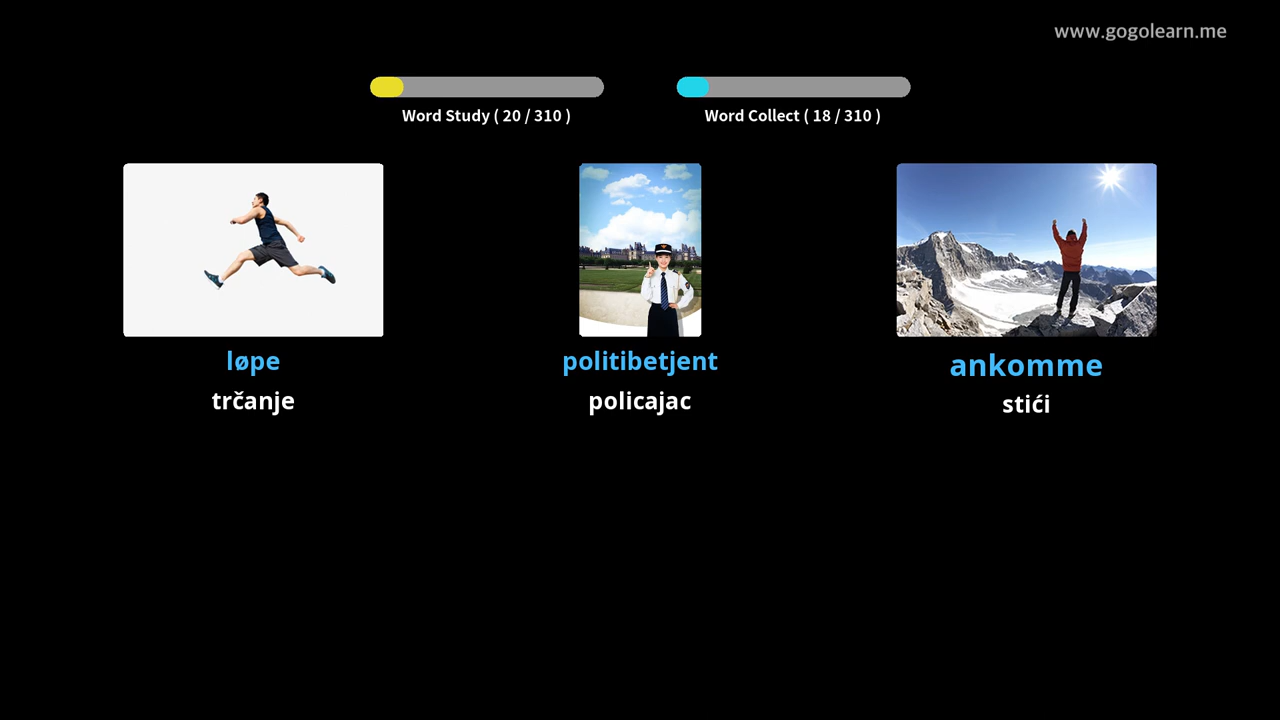 www.gogolearn.me
Word Study ( 20 / 310 )
Word Collect ( 18 / 310 )
løpe
politibetjent
ankomme
trčanje
policajac
stići